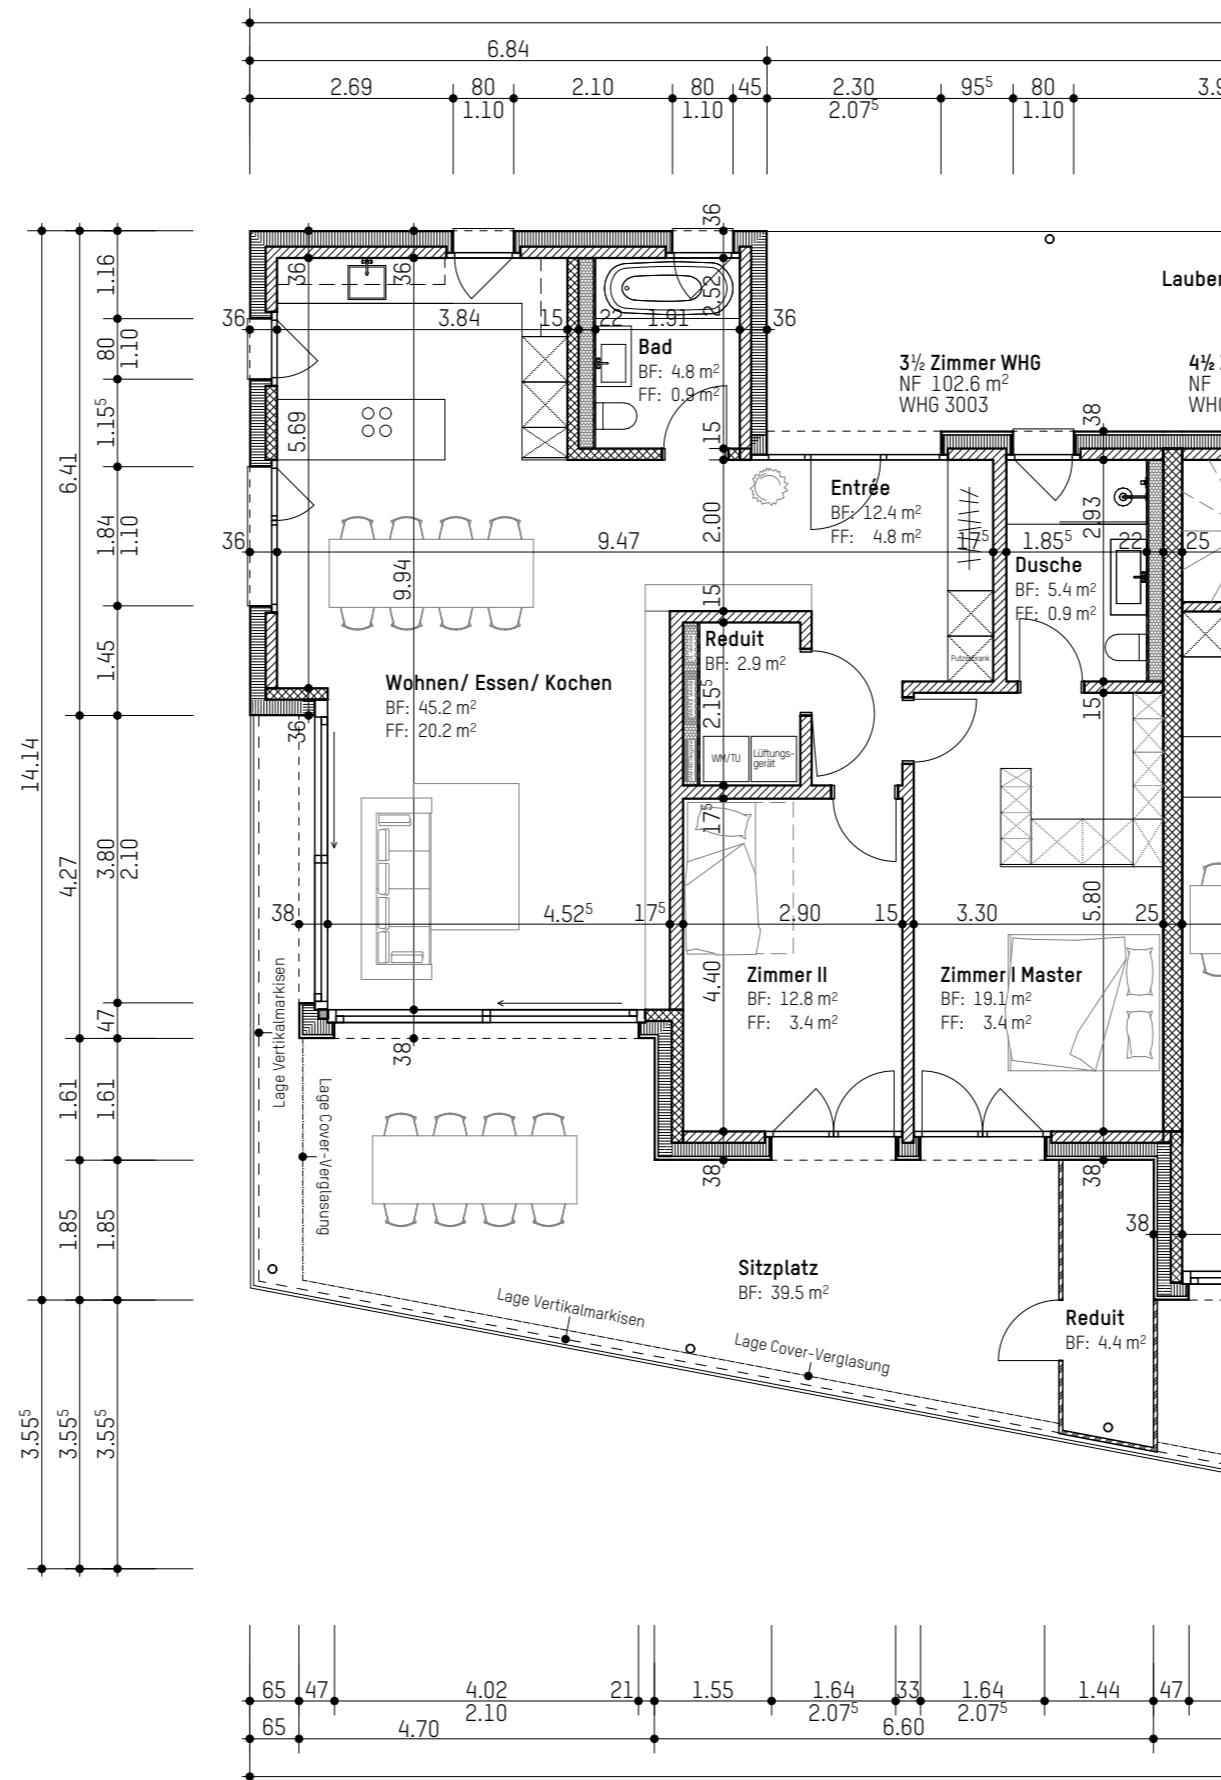 6.84
2.69 80 2.10 80 45 2.30 95⁵ 80
1.10 1.10 2.07⁵ 1.10
36
1.16
Lauben
36 36 2.52
36 3.84 15 22 1.91 36
80 1.10
Bad
BF: 4.8 m²
FF: 0.9 m²
3½ Zimmer WHG
NF 102.6 m²
WHG 3003
4½
NF
WHG
38
1.15⁵
5.69
15
6.41
Entrée
BF: 12.4 m²
FF: 4.8 m²
1.84 1.10
2.00
2.93
36 9.47 17⁵ 1.85⁵ 22 25
Dusche
BF: 5.4 m²
FF: 0.9 m²
9.94
15
1.45
Reduit
BF: 2.9 m²
Putzschrank
Wohnen/ Essen/ Kochen
BF: 45.2 m²
FF: 20.2 m²
2.15⁵
15
36
14.14
WM/TU
Lüftungs-
gerät
17⁵
4.27
3.80 2.10
38 4.52⁵ 17⁵ 2.90 15 3.30 25
5.80
4.40
Zimmer II
BF: 12.8 m²
FF: 3.4 m²
Zimmer I Master
BF: 19.1 m²
FF: 3.4 m²
47
Lage Vertikalmarkisen
38
1.61 1.61
Lage Cover-Verglasung
38 38
1.85 1.85
38
Sitzplatz
BF: 39.5 m²
Lage Vertikalmarkisen
Lage Cover-Verglasung
Reduit
BF: 4.4 m²
3.55⁵ 3.55⁵ 3.55⁵
65 47 4.02 21 1.55 1.64 33 1.64 1.44 47
2.10 2.07⁵ 2.07⁵
65 4.70 6.60